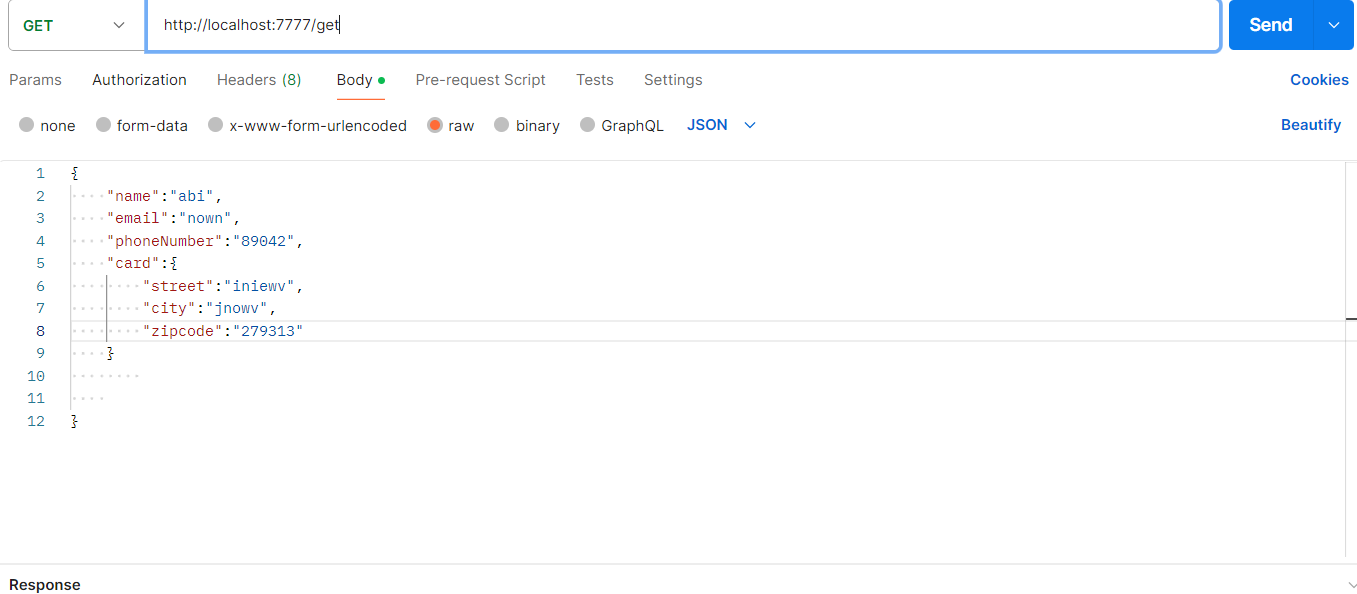 GET http://localhost:7777/get Send
Params Authorization Headers (8) Body Pre-request Script Tests Settings Cookies
none form-data x-www-form-urlencoded raw binary GraphQL JSON Beautify
1 {
2 "name":"abi",
3 "email":"nown",
4 "phoneNumber":"89042",
5 "card":{
6 "street":"iniewv",
7 "city":"jnowv",
8 "zipcode":"279313"
9 }
10
11
12 }
Response